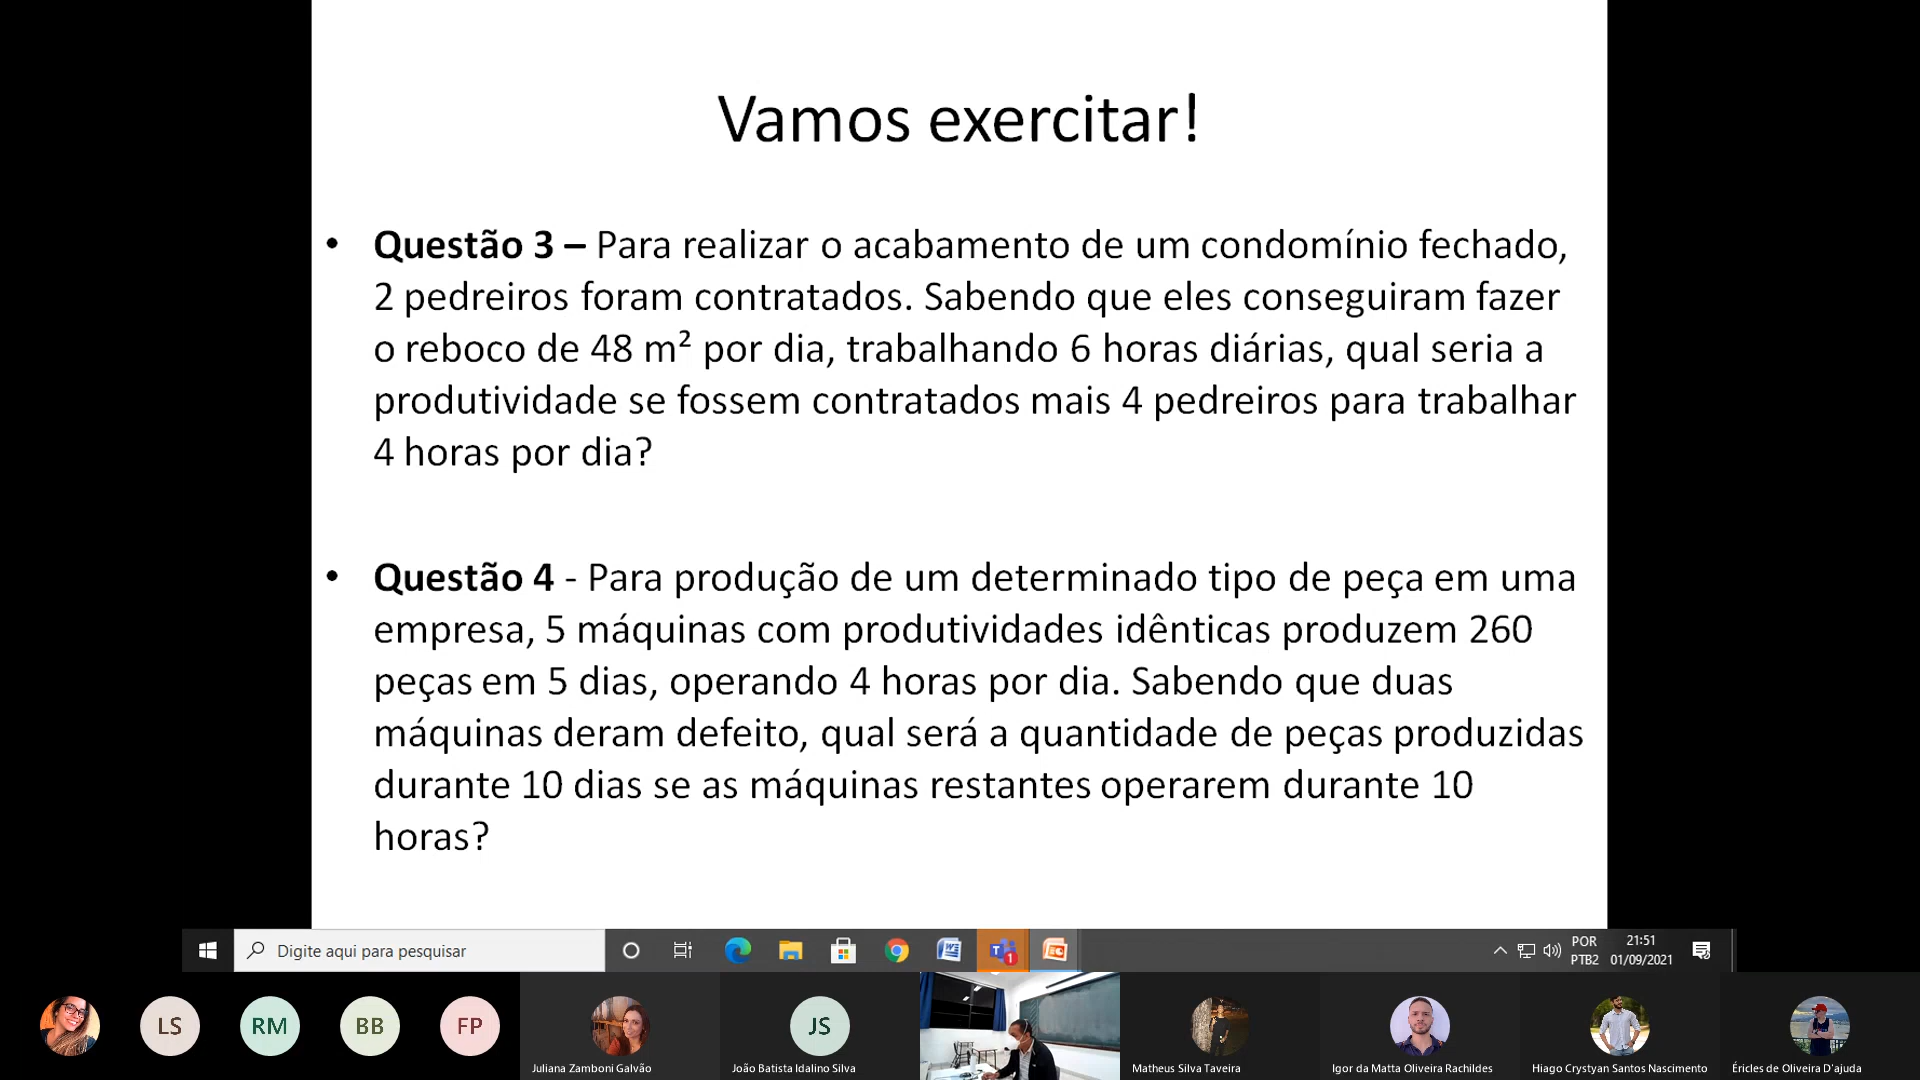 Vamos exercitar!
• Questão 3 – Para realizar o acabamento de um condomínio fechado,
2 pedreiros foram contratados. Sabendo que eles conseguiram fazer
o reboco de 48 m² por dia, trabalhando 6 horas diárias, qual seria a
produtividade se fossem contratados mais 4 pedreiros para trabalhar
4 horas por dia?
• Questão 4 - Para produção de um determinado tipo de peça em uma
empresa, 5 máquinas com produtividades idênticas produzem 260
peças em 5 dias, operando 4 horas por dia. Sabendo que duas
máquinas deram defeito, qual será a quantidade de peças produzidas
durante 10 dias se as máquinas restantes operarem durante 10
horas?
Digite aqui para pesquisar
1
POR
PTB2
21:51
01/09/2021
LS
RM
BB
FP
JS
Juliana Zamboni Galvão
João Batista Idalino Silva
Matheus Silva Taveira
Igor da Matta Oliveira Rachildes
Hiago Crystyan Santos Nascimento
Éricles de Oliveira D'ajuda